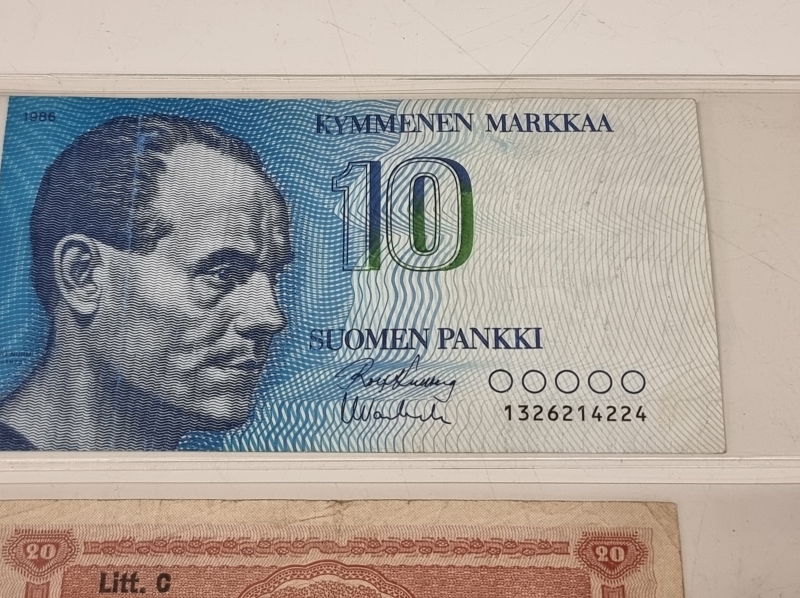 1986
KYMMENEN MARKKAA
10
SUOMEN PANKKI
1326214224
20 20
Litt. C